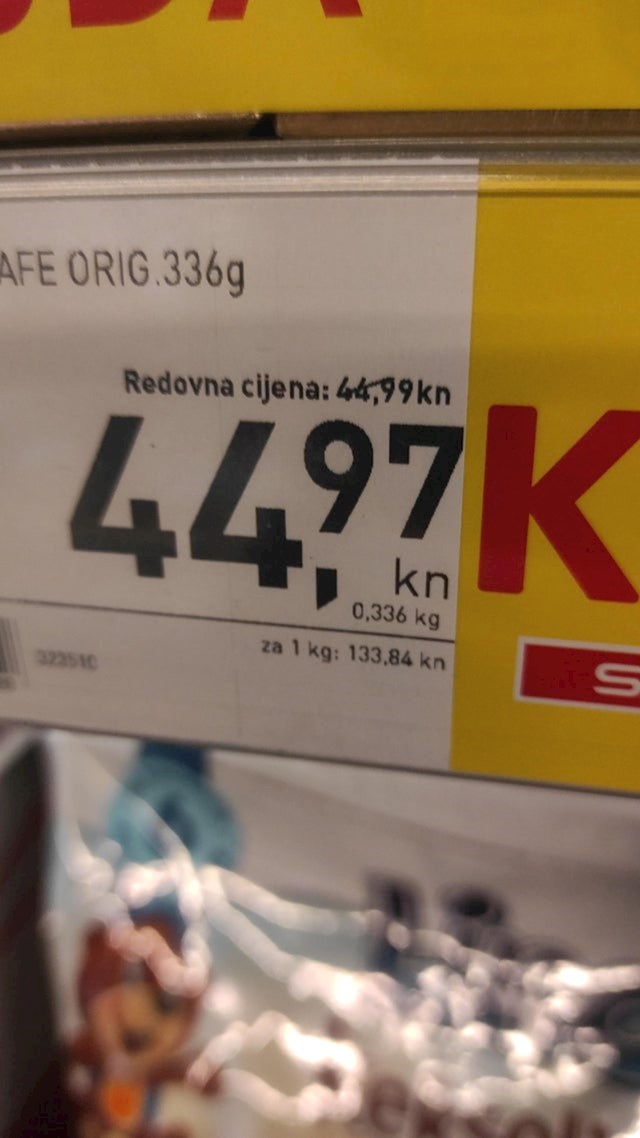 AFE ORIG.336g
Redovna cijena: 44,99kn
44,97
kn
0,336 kg
za 1 kg: 133,84 kn
323510
K
S